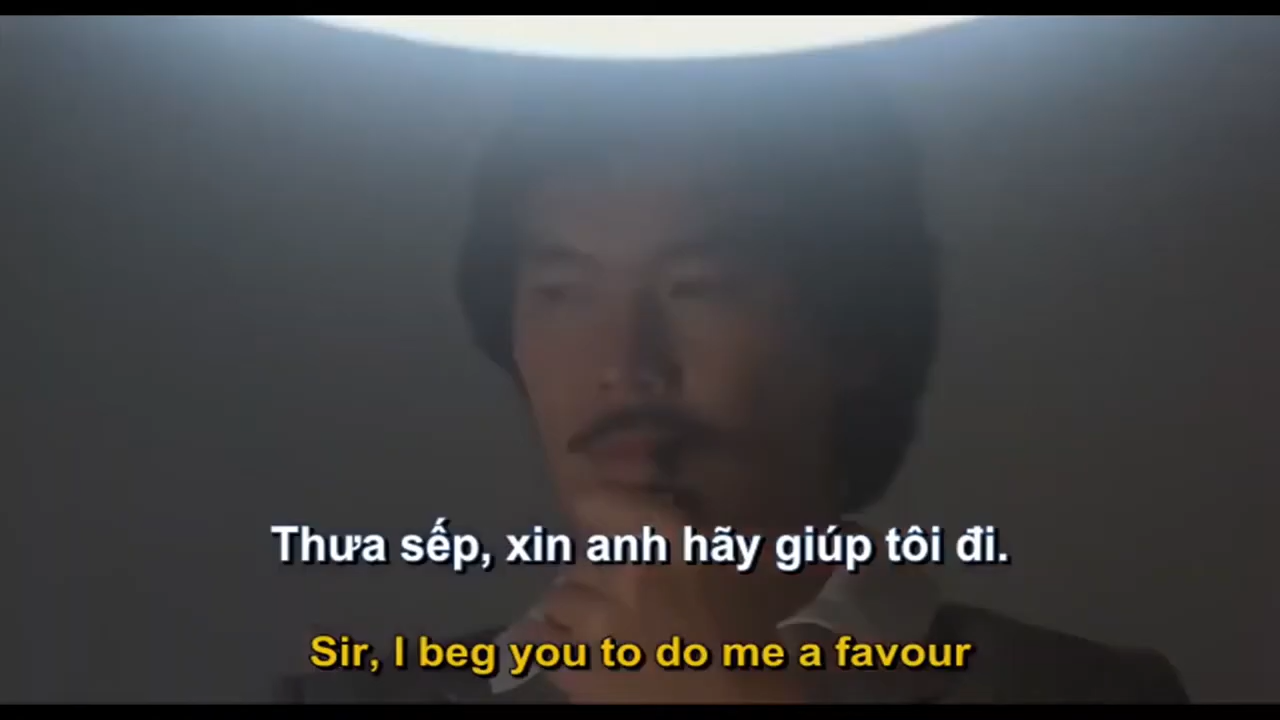 Thưa sếp, xin anh hãy giúp tôi đi.
Sir, I beg you to do me a favour